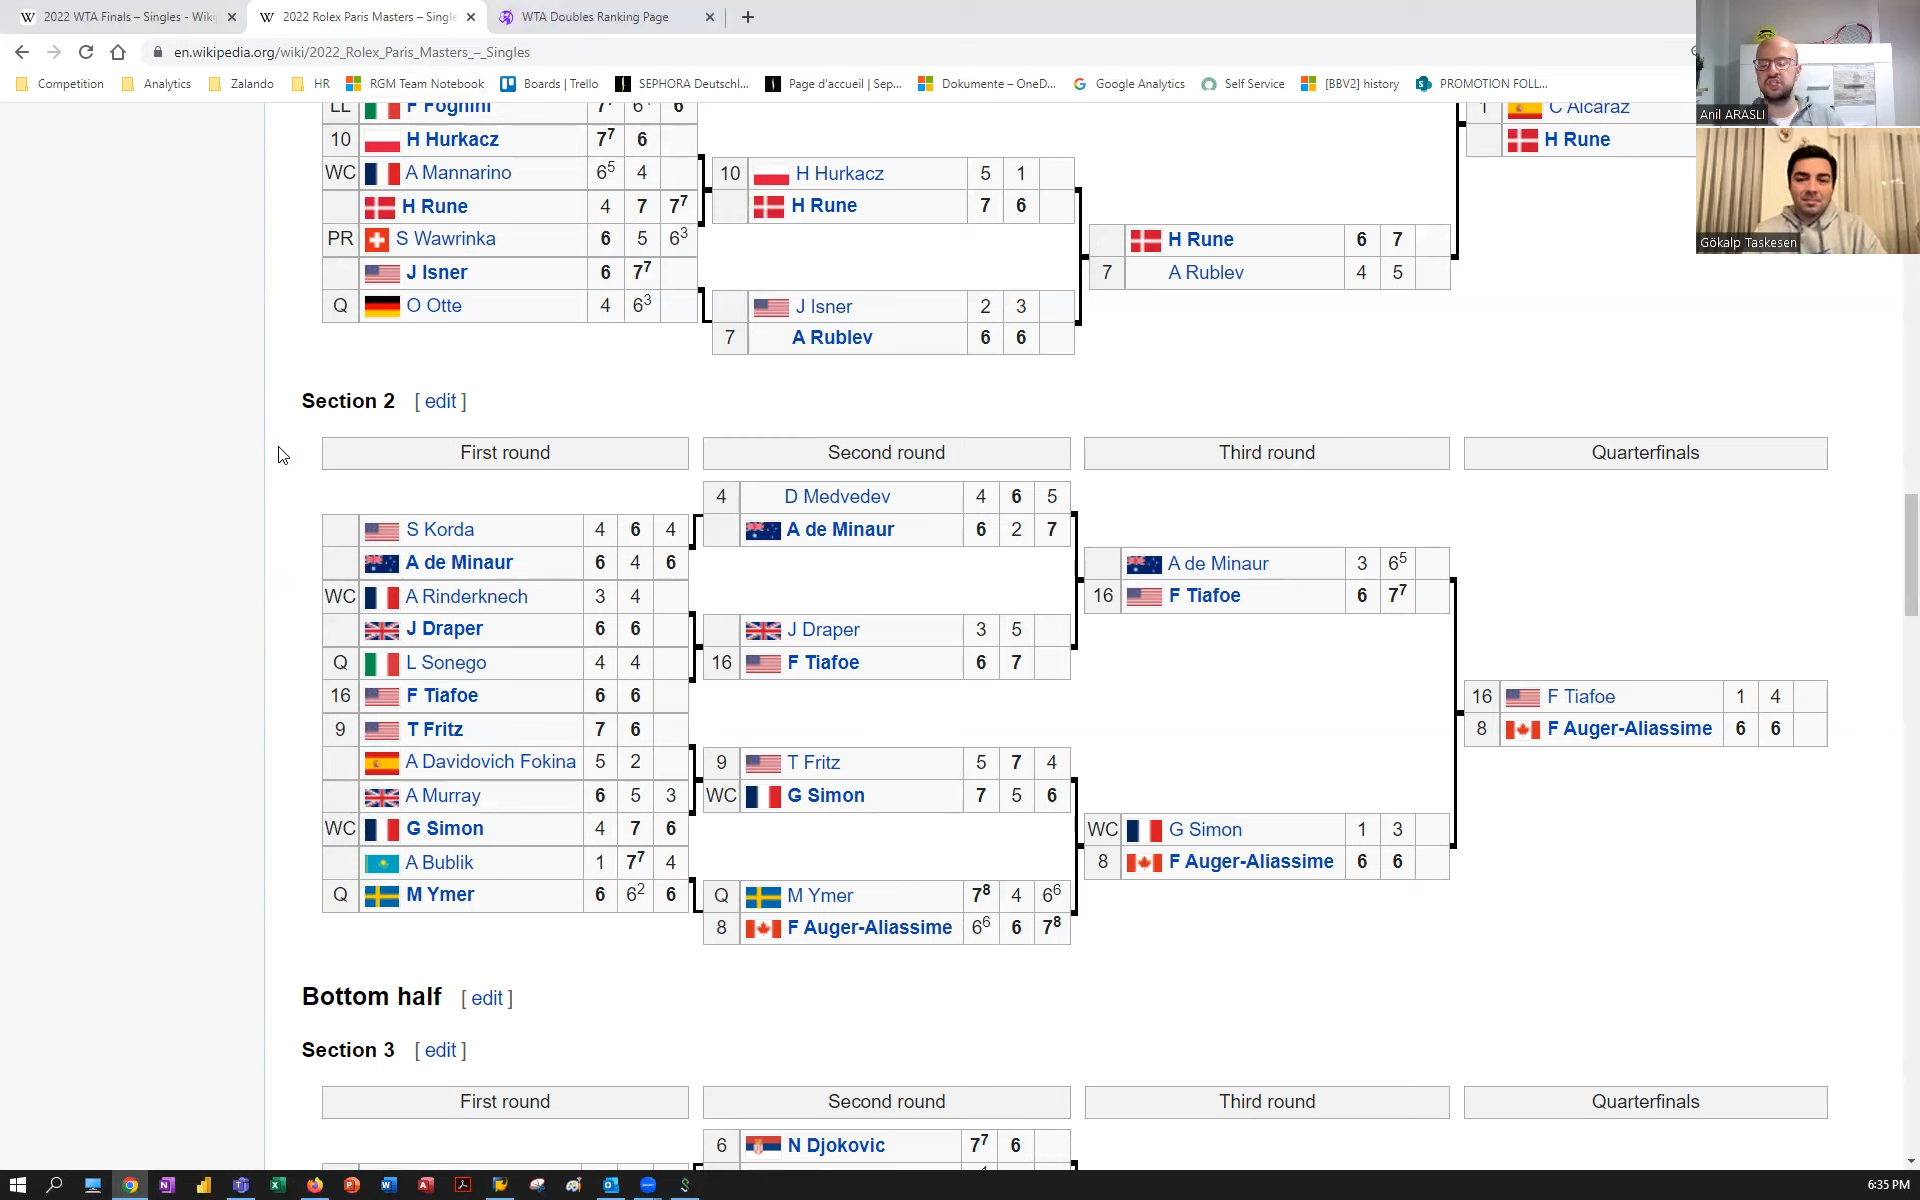 2022 WTA Finals – Singles - Wiki
2022 Rolex Paris Masters – Single
WTA Doubles Ranking Page
en.wikipedia.org/wiki/2022_Rolex_Paris_Masters_–_Singles
Competition
Analytics
Zalando
HR
RGM Team Notebook
Boards | Trello
SEPHORA Deutschl...
Page d'accueil | Sep...
Dokumente – OneD...
Google Analytics
Self Service
[BBV2] history
PROMOTION FOLL...
Anil ARASLI
Gökalp Taskesen
LL F Fognini 7 6 6
10 H Hurkacz 7⁷ 6
WC A Mannarino 6⁵ 4
H Rune 4 7 7⁷
PR S Wawrinka 6 5 6³
J Isner 6 7⁷
Q O Otte 4 6³
10 H Hurkacz 5 1
H Rune 7 6
J Isner 2 3
7 A Rublev 6 6
H Rune 6 7
7 A Rublev 4 5
1 C Alcaraz
H Rune
Section 2 [ edit ]
First round Second round Third round Quarterfinals
S Korda 4 6 4
A de Minaur 6 4 6
WC A Rinderknech 3 4
J Draper 6 6
Q L Sonego 4 4
16 F Tiafoe 6 6
9 T Fritz 7 6
A Davidovich Fokina 5 2
A Murray 6 5 3
WC G Simon 4 7 6
A Bublik 1 7⁷ 4
Q M Ymer 6 6² 6
4 D Medvedev 4 6 5
A de Minaur 6 2 7
J Draper 3 5
16 F Tiafoe 6 7
9 T Fritz 5 7 4
WC G Simon 7 5 6
Q M Ymer 7⁸ 4 6⁶
8 F Auger-Aliassime 6⁶ 6 7⁸
A de Minaur 3 6⁵
16 F Tiafoe 6 7⁷
WC G Simon 1 3
8 F Auger-Aliassime 6 6
16 F Tiafoe 1 4
8 F Auger-Aliassime 6 6
Bottom half [ edit ]
Section 3 [ edit ]
First round Second round Third round Quarterfinals
6 N Djokovic 7⁷ 6
6:35 PM